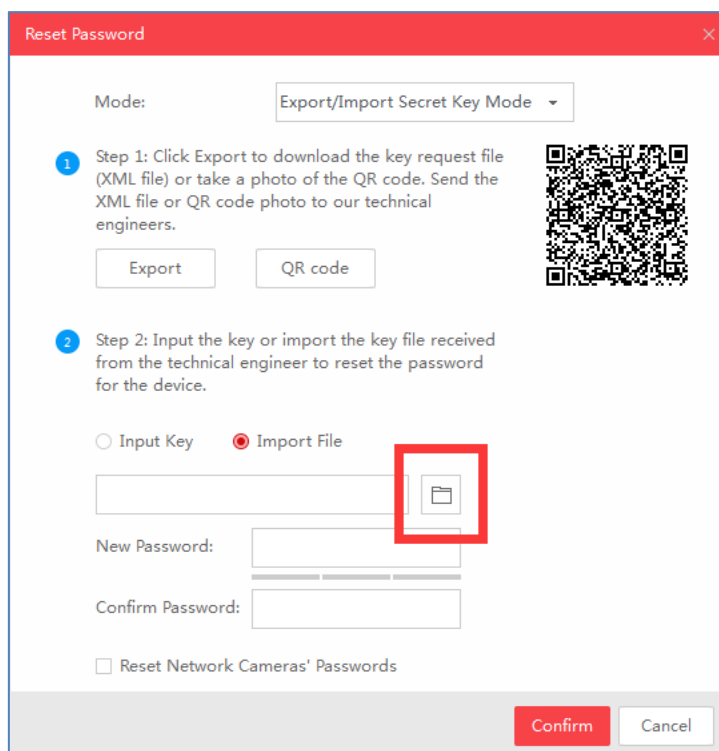 Reset Password
Mode:
Export/Import Secret Key Mode
1
Step 1: Click Export to download the key request file
(XML file) or take a photo of the QR code. Send the
XML file or QR code photo to our technical
engineers.
Export
QR code
2
Step 2: Input the key or import the key file received
from the technical engineer to reset the password
for the device.
Input Key
Import File
New Password:
Confirm Password:
Reset Network Cameras' Passwords
Confirm
Cancel